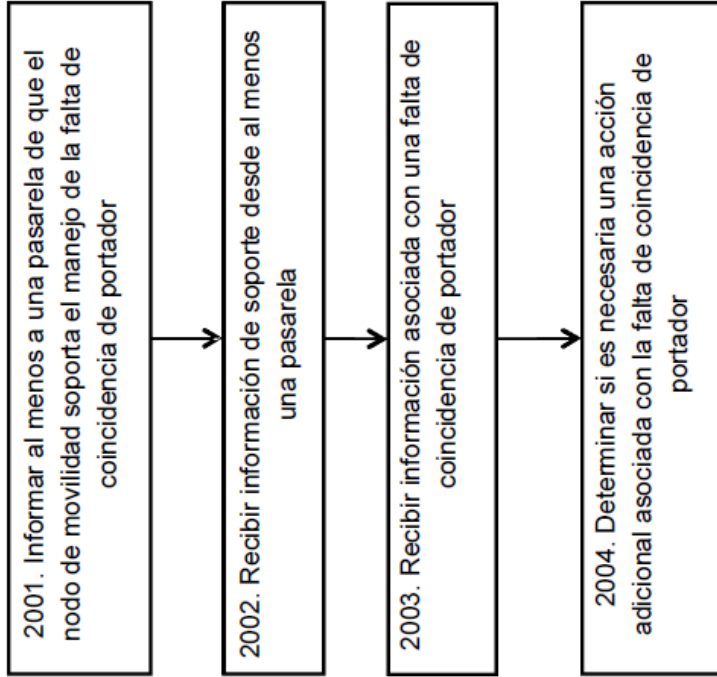 2001. Informar al menos a una pasarela de que el
nodo de movilidad soporta el manejo de la falta de
coincidencia de portador
2002. Recibir información de soporte desde al menos
una pasarela
2003. Recibir información asociada con una falta de
coincidencia de portador
2004. Determinar si es necesaria una acción
adicional asociada con la falta de coincidencia de
portador